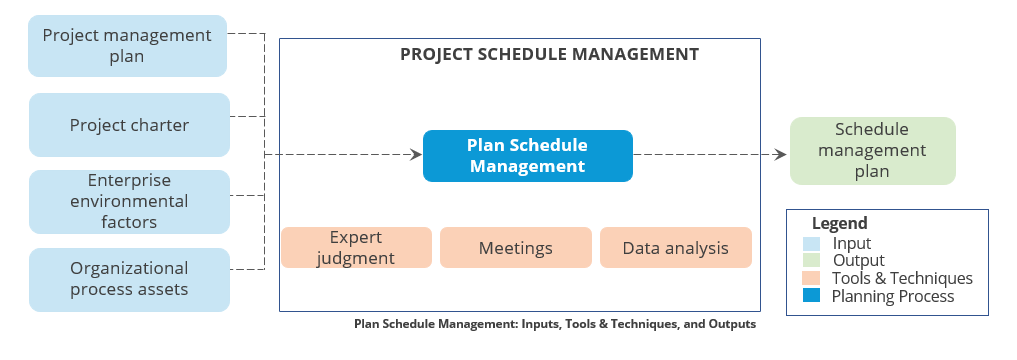 Project management
plan
Project charter
Enterprise
environmental
factors
Organizational
process assets
PROJECT SCHEDULE MANAGEMENT
Plan Schedule
Management
Expert
judgment
Meetings
Data analysis
Schedule
management
plan
Legend
Input
Output
Tools & Techniques
Planning Process
Plan Schedule Management: Inputs, Tools & Techniques, and Outputs